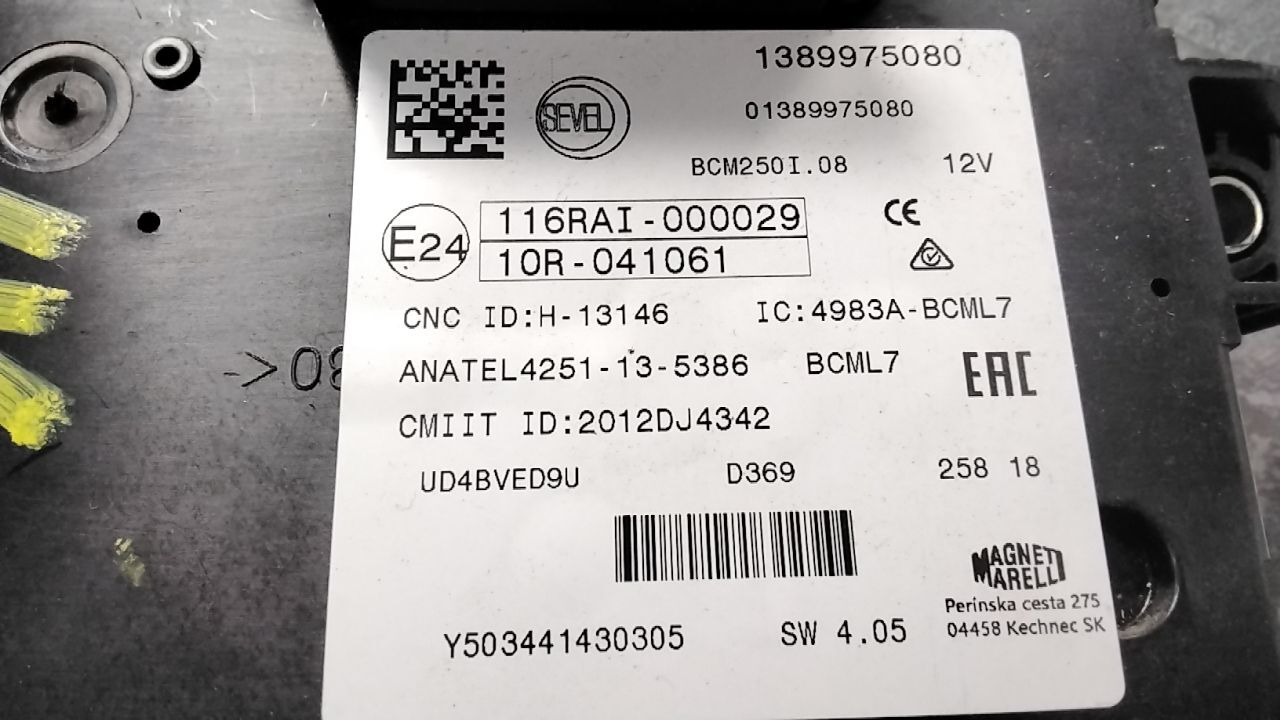 1389975080
SEVEL
01389975080
BCM250I.08 12V
E24 116RAI-000029 CE
10R-041061
CNC ID:H-13146 IC:4983A-BCML7
>08
ANATEL4251-13-5386 BCML7 EAC
CMIIT ID:2012DJ4342
UD4BVED9U D369 258 18
MAGNETI
MARELLI
Perinska cesta 275
04458 Kechnec SK
Y503441430305 SW 4.05